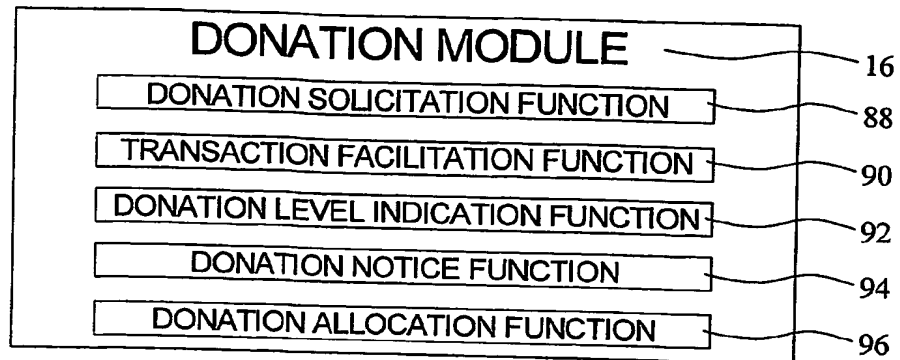 DONATION MODULE 16
DONATION SOLICITATION FUNCTION 88
TRANSACTION FACILITATION FUNCTION 90
DONATION LEVEL INDICATION FUNCTION 92
DONATION NOTICE FUNCTION 94
DONATION ALLOCATION FUNCTION 96